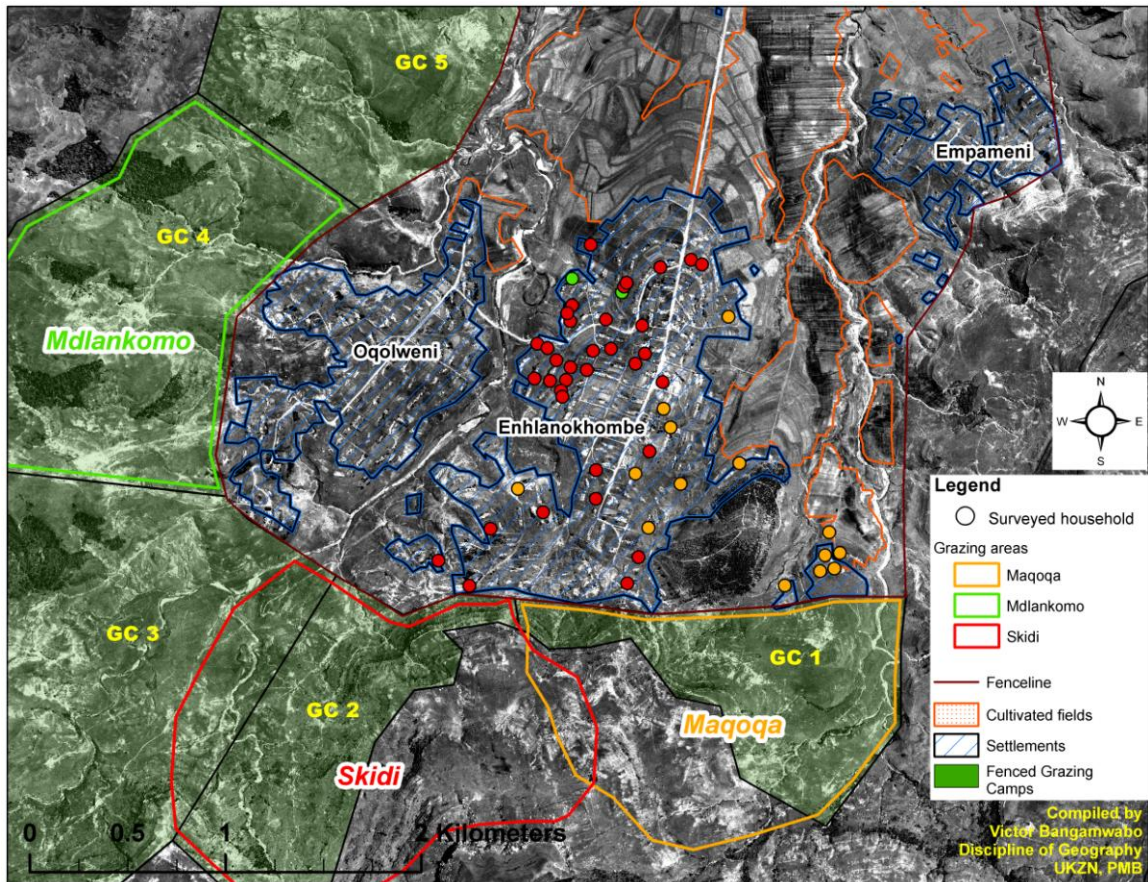 GC 5
Empameni
GC 4
Mdlankomo
Oqolweni
Enhlanokhombe
N
W E
S
GC 3
GC 2
Skidi
GC 1
Maqoqa
0 0.5 1 2 Kilometers
Legend
Surveyed household
Grazing areas
Maqoqa
Mdlankomo
Skidi
Fenceline
Cultivated fields
Settlements
Fenced Grazing
Camps
Compiled by
Victor Bangamwabo
Discipline of Geography
UKZN, PMB